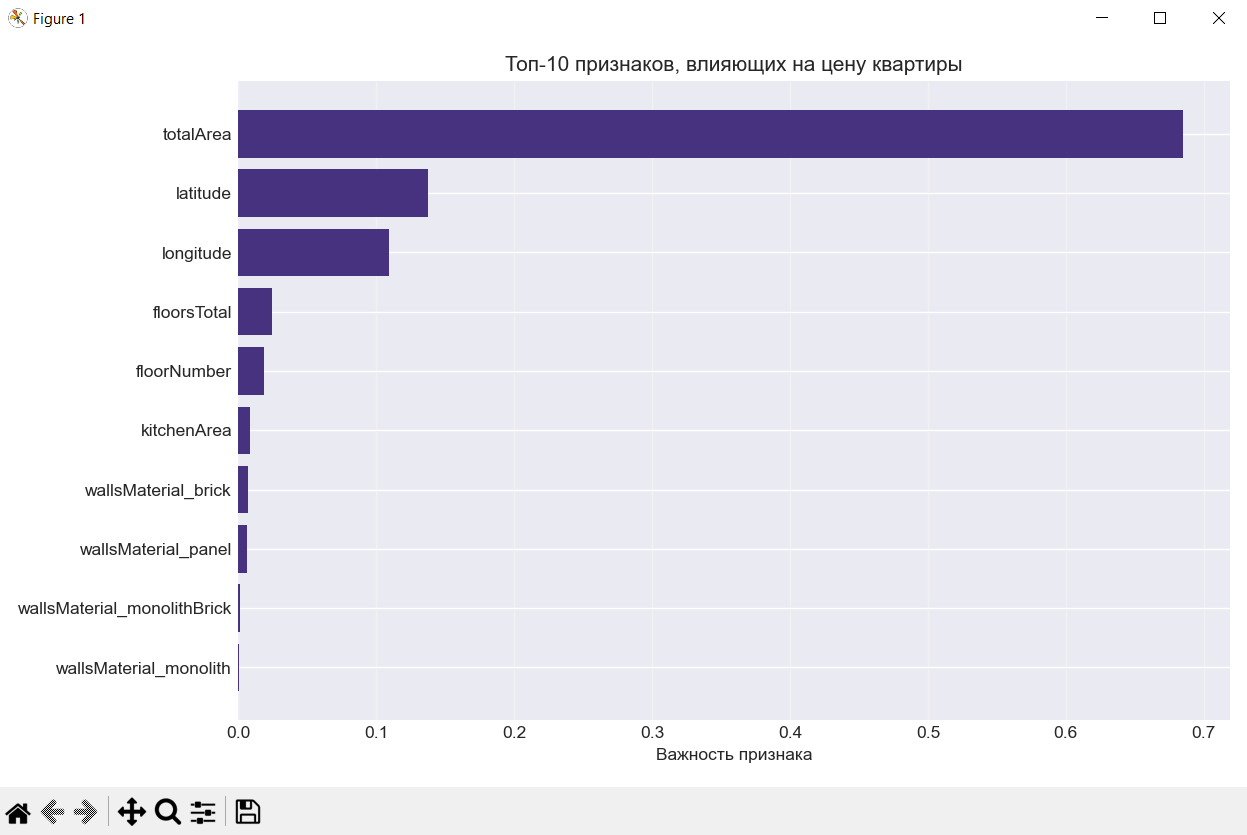 Figure 1
Топ-10 признаков, влияющих на цену квартиры
totalArea
latitude
longitude
floorsTotal
floorNumber
kitchenArea
wallsMaterial_brick
wallsMaterial_panel
wallsMaterial_monolithBrick
wallsMaterial_monolith
0.0 0.1 0.2 0.3 0.4 0.5 0.6 0.7
Важность признака